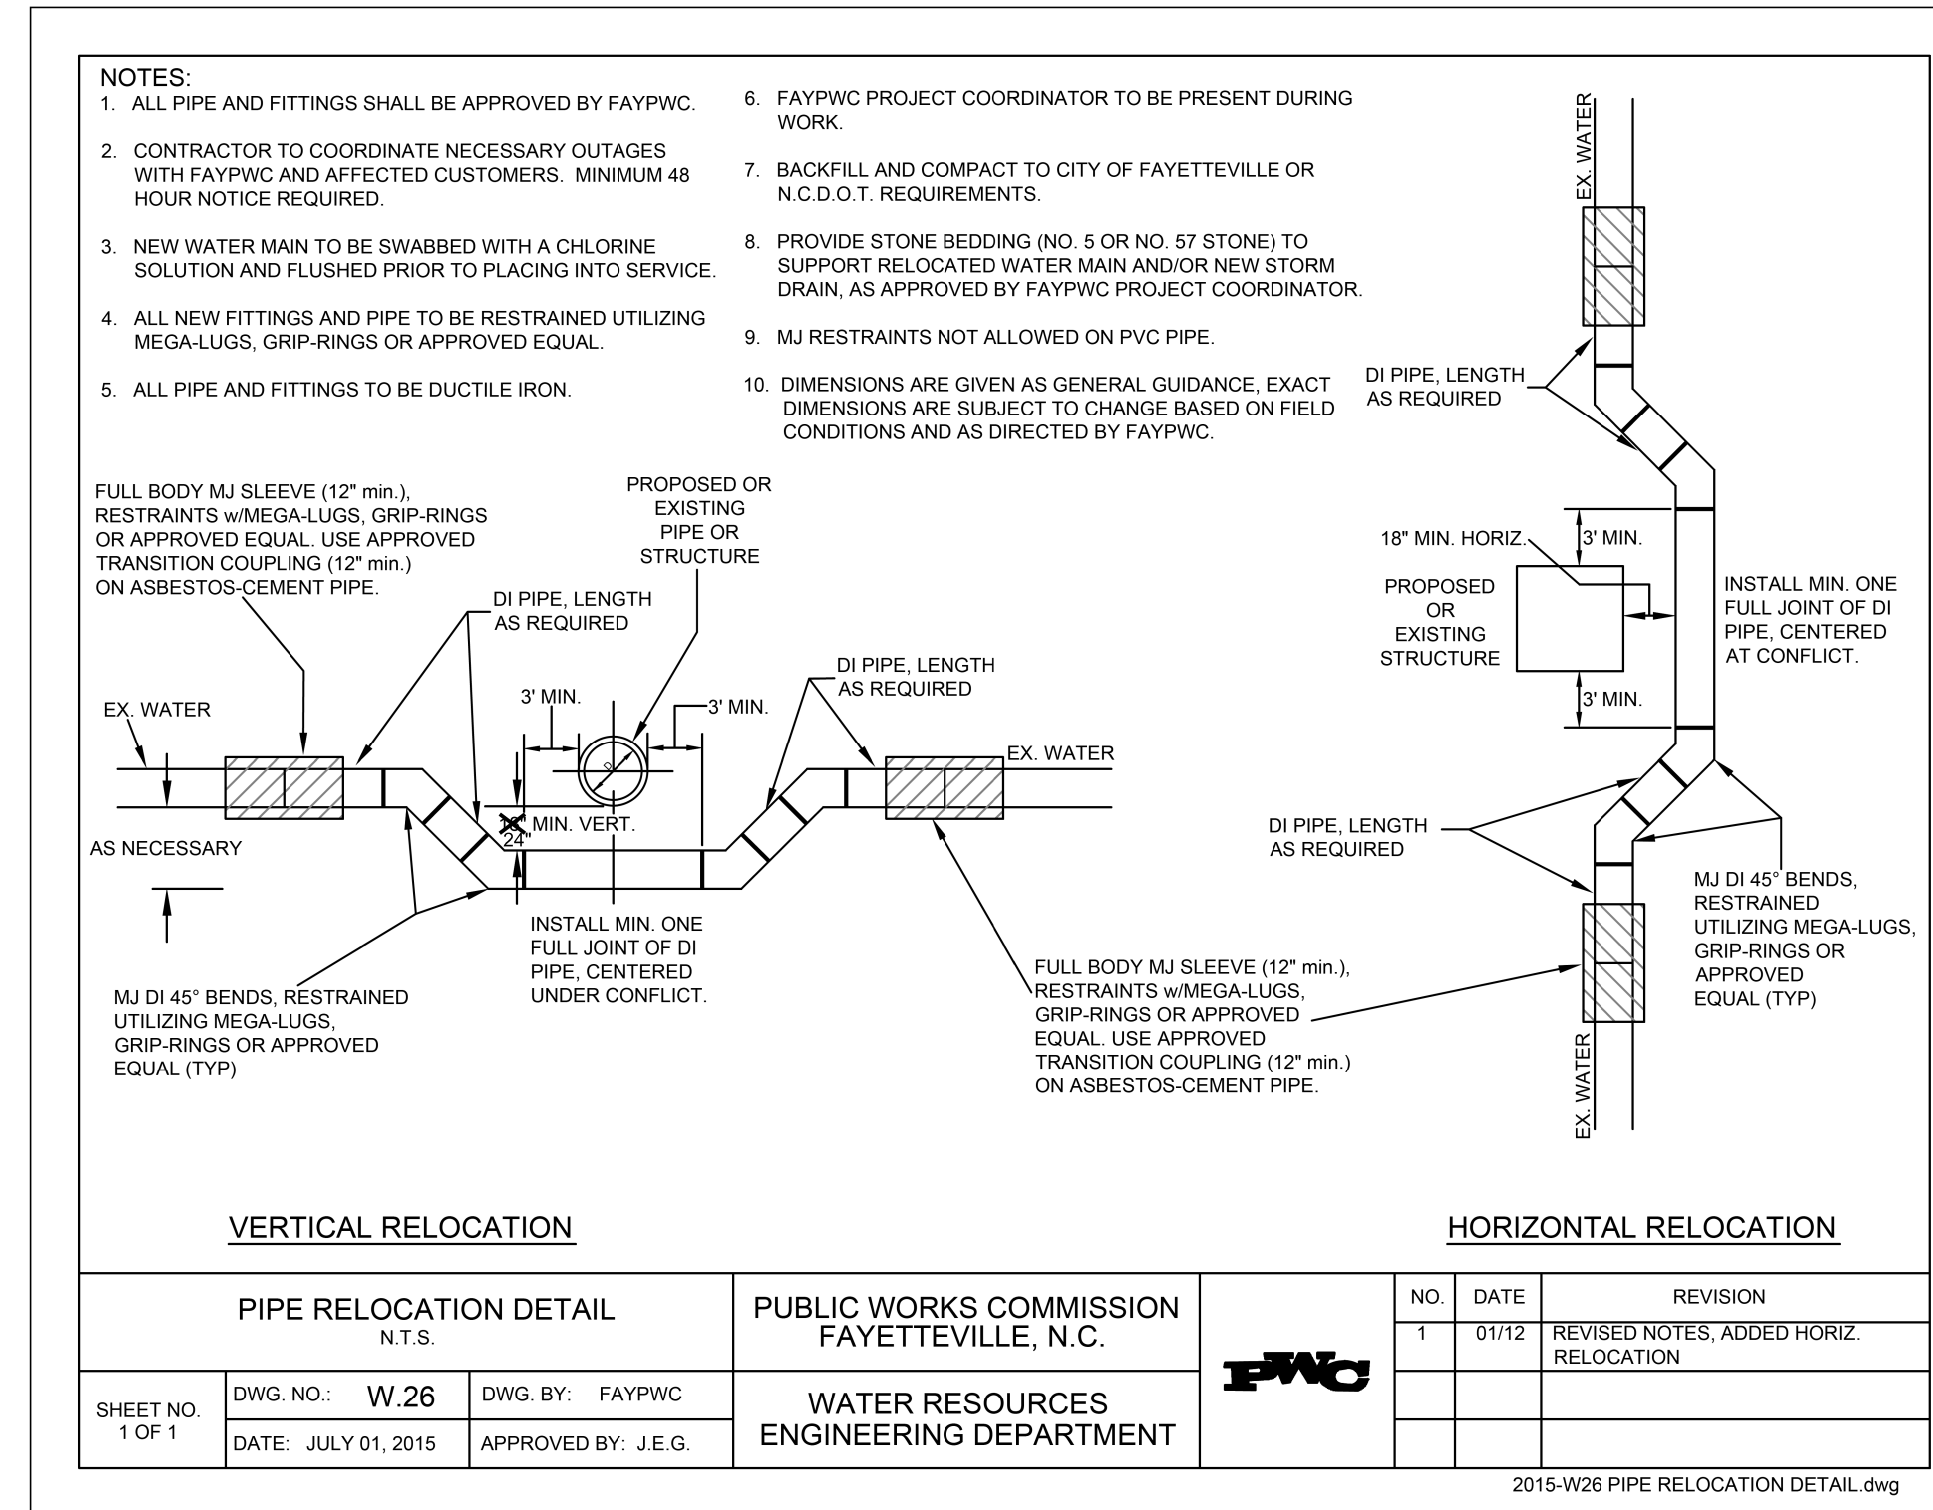 NOTES:
1. ALL PIPE AND FITTINGS SHALL BE APPROVED BY FAYPWC.
2. CONTRACTOR TO COORDINATE NECESSARY OUTAGES
WITH FAYPWC AND AFFECTED CUSTOMERS. MINIMUM 48
HOUR NOTICE REQUIRED.
3. NEW WATER MAIN TO BE SWABBED WITH A CHLORINE
SOLUTION AND FLUSHED PRIOR TO PLACING INTO SERVICE.
4. ALL NEW FITTINGS AND PIPE TO BE RESTRAINED UTILIZING
MEGA-LUGS, GRIP-RINGS OR APPROVED EQUAL.
5. ALL PIPE AND FITTINGS TO BE DUCTILE IRON.
6. FAYPWC PROJECT COORDINATOR TO BE PRESENT DURING
WORK.
7. BACKFILL AND COMPACT TO CITY OF FAYETTEVILLE OR
N.C.D.O.T. REQUIREMENTS.
8. PROVIDE STONE BEDDING (NO. 5 OR NO. 57 STONE) TO
SUPPORT RELOCATED WATER MAIN AND/OR NEW STORM
DRAIN, AS APPROVED BY FAYPWC PROJECT COORDINATOR.
9. MJ RESTRAINTS NOT ALLOWED ON PVC PIPE.
10. DIMENSIONS ARE GIVEN AS GENERAL GUIDANCE, EXACT
DIMENSIONS ARE SUBJECT TO CHANGE BASED ON FIELD
CONDITIONS AND AS DIRECTED BY FAYPWC.
FULL BODY MJ SLEEVE (12" min.),
RESTRAINTS w/MEGA-LUGS, GRIP-RINGS
OR APPROVED EQUAL. USE APPROVED
TRANSITION COUPLING (12" min.)
ON ASBESTOS-CEMENT PIPE.
PROPOSED OR
EXISTING
PIPE OR
STRUCTURE
DI PIPE, LENGTH
AS REQUIRED
DI PIPE, LENGTH
AS REQUIRED
3' MIN.
3' MIN.
EX. WATER
EX. WATER
D
MIN. VERT.
24"
AS NECESSARY
INSTALL MIN. ONE
FULL JOINT OF DI
PIPE, CENTERED
UNDER CONFLICT.
MJ DI 45° BENDS, RESTRAINED
UTILIZING MEGA-LUGS,
GRIP-RINGS OR APPROVED
EQUAL (TYP)
FULL BODY MJ SLEEVE (12" min.),
RESTRAINTS w/MEGA-LUGS,
GRIP-RINGS OR APPROVED
EQUAL. USE APPROVED
TRANSITION COUPLING (12" min.)
ON ASBESTOS-CEMENT PIPE.
VERTICAL RELOCATION
EX. WATER
DI PIPE, LENGTH
AS REQUIRED
18" MIN. HORIZ.
3' MIN.
PROPOSED
OR
EXISTING
STRUCTURE
INSTALL MIN. ONE
FULL JOINT OF DI
PIPE, CENTERED
AT CONFLICT.
3' MIN.
DI PIPE, LENGTH
AS REQUIRED
MJ DI 45° BENDS,
RESTRAINED
UTILIZING MEGA-LUGS,
GRIP-RINGS OR
APPROVED
EQUAL (TYP)
EX. WATER
HORIZONTAL RELOCATION
PIPE RELOCATION DETAIL
N.T.S.
SHEET NO.
1 OF 1
DWG. NO.: W.26
DWG. BY: FAYPWC
DATE: JULY 01, 2015
APPROVED BY: J.E.G.
PUBLIC WORKS COMMISSION
FAYETTEVILLE, N.C.
WATER RESOURCES
ENGINEERING DEPARTMENT
PWC
NO. DATE REVISION
1 01/12 REVISED NOTES, ADDED HORIZ.
RELOCATION
2015-W26 PIPE RELOCATION DETAIL.dwg